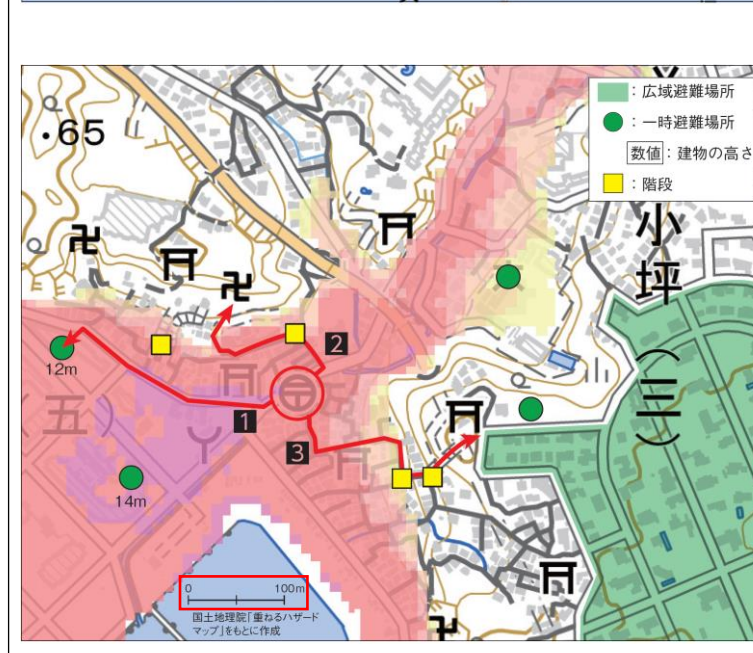 ：広域避難場所
：一時避難場所
数値：建物の高さ
：階段
・65
小坪（三）
2
12m
1
（五）
3
14m
0 100m
国土地理院「重ねるハザード
マップ」をもとに作成